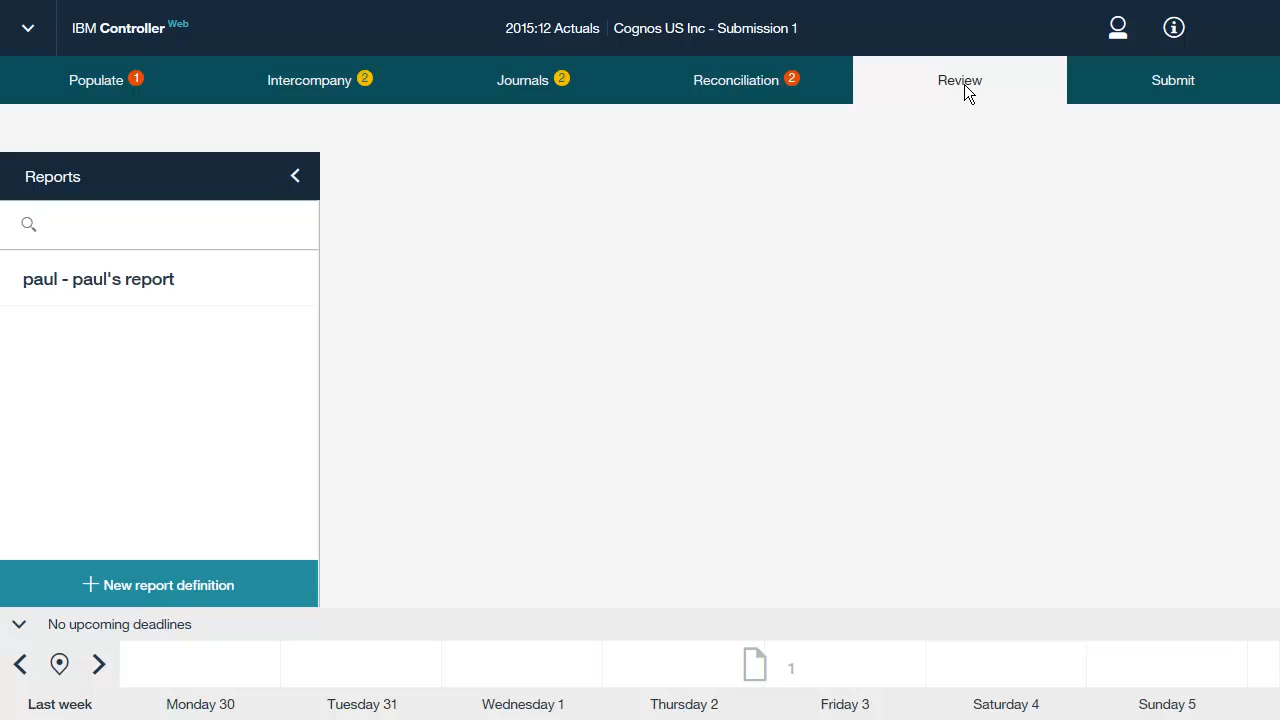 IBM Controller Web
2015:12 Actuals Cognos US Inc - Submission 1
Populate 1 Intercompany 2 Journals 2 Reconciliation 2 Review Submit
Reports
paul - paul's report
New report definition
No upcoming deadlines
1
Last week Monday 30 Tuesday 31 Wednesday 1 Thursday 2 Friday 3 Saturday 4 Sunday 5